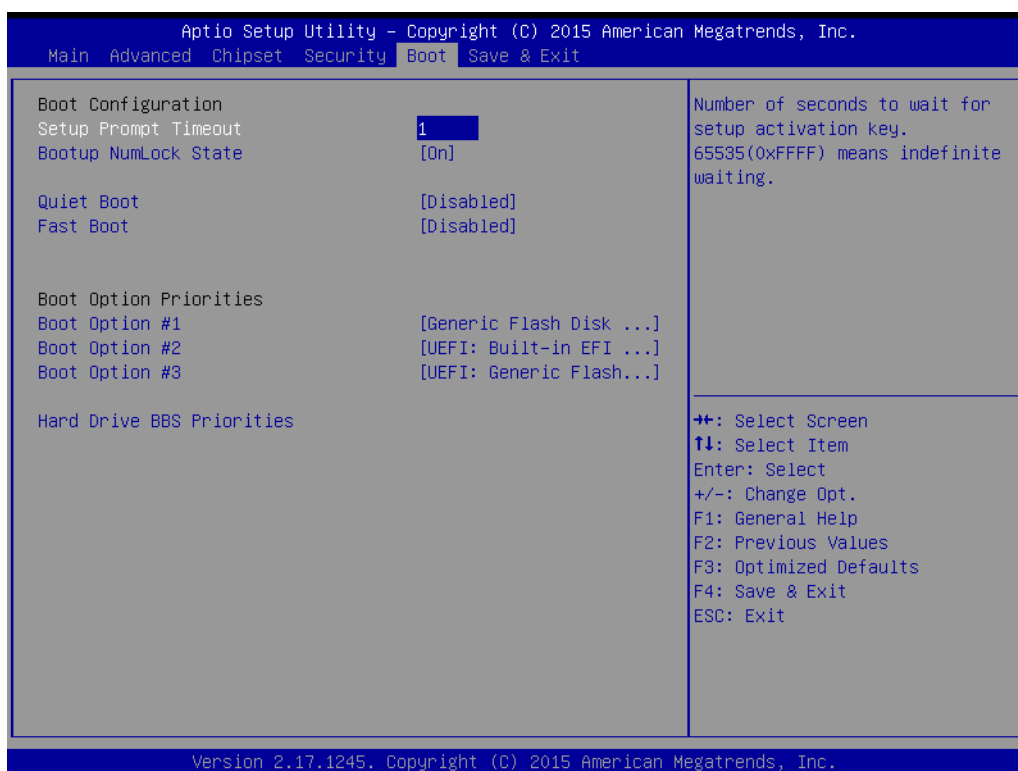 Aptio Setup Utility – Copyright (C) 2015 American Megatrends, Inc.
Main Advanced Chipset Security Boot Save & Exit
Boot Configuration
Setup Prompt Timeout 1
Bootup NumLock State [On]
Quiet Boot [Disabled]
Fast Boot [Disabled]
Boot Option Priorities
Boot Option #1 [Generic Flash Disk ...]
Boot Option #2 [UEFI: Built-in EFI ...]
Boot Option #3 [UEFI: Generic Flash...]
Hard Drive BBS Priorities
Number of seconds to wait for
setup activation key.
65535(0xFFFF) means indefinite
waiting.
→←: Select Screen
↑↓: Select Item
Enter: Select
+/-: Change Opt.
F1: General Help
F2: Previous Values
F3: Optimized Defaults
F4: Save & Exit
ESC: Exit
Version 2.17.1245. Copyright (C) 2015 American Megatrends, Inc.